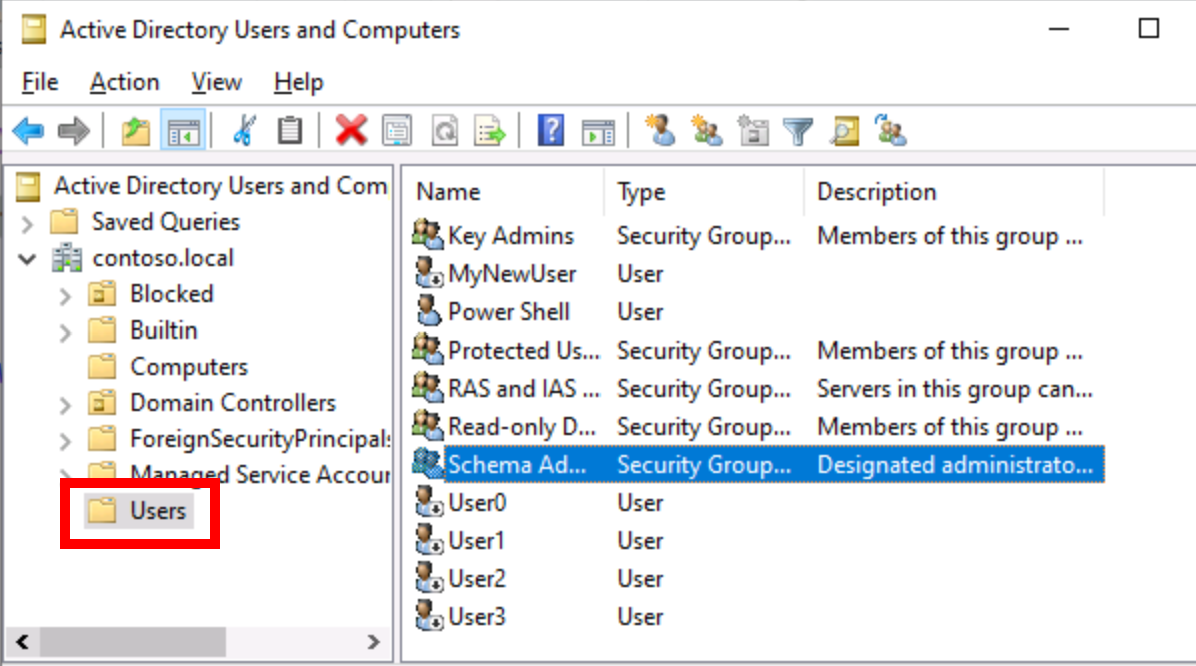 Active Directory Users and Computers
File Action View Help
Active Directory Users and Com
Saved Queries
contoso.local
Blocked
Builtin
Computers
Domain Controllers
ForeignSecurityPrincipals
Managed Service Accour
Users
Name Type Description
Key Admins Security Group... Members of this group ...
MyNewUser User
Power Shell User
Protected Us... Security Group... Members of this group ...
RAS and IAS ... Security Group... Servers in this group can...
Read-only D... Security Group... Members of this group ...
Schema Ad... Security Group... Designated administrato...
User0 User
User1 User
User2 User
User3 User